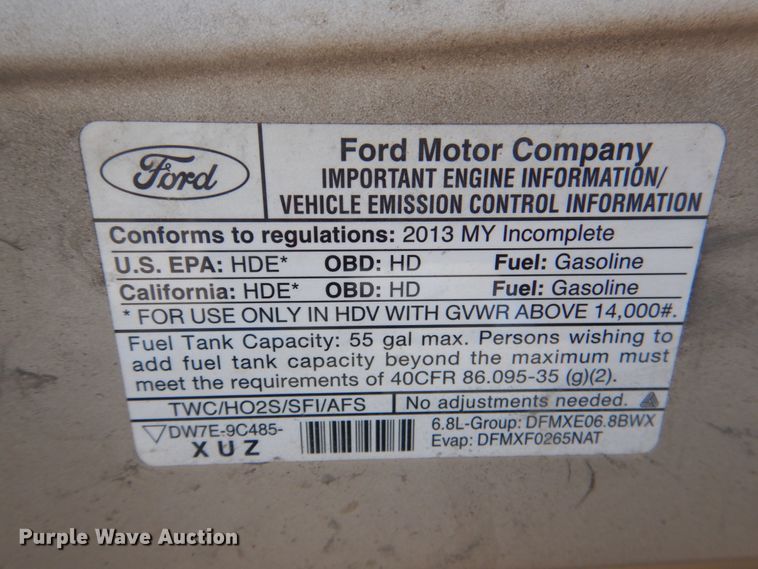 Ford
Ford Motor Company
IMPORTANT ENGINE INFORMATION/
VEHICLE EMISSION CONTROL INFORMATION
Conforms to regulations: 2013 MY Incomplete
U.S. EPA: HDE* OBD: HD Fuel: Gasoline
California: HDE* OBD: HD Fuel: Gasoline
* FOR USE ONLY IN HDV WITH GVWR ABOVE 14,000#.
Fuel Tank Capacity: 55 gal max. Persons wishing to
add fuel tank capacity beyond the maximum must
meet the requirements of 40CFR 86.095-35 (g)(2).
TWC/HO2S/SFI/AFS No adjustments needed.
DW7E-9C485-
XUZ
6.8L-Group: DFMXE06.8BWX
Evap: DFMXF0265NAT
Purple Wave Auction